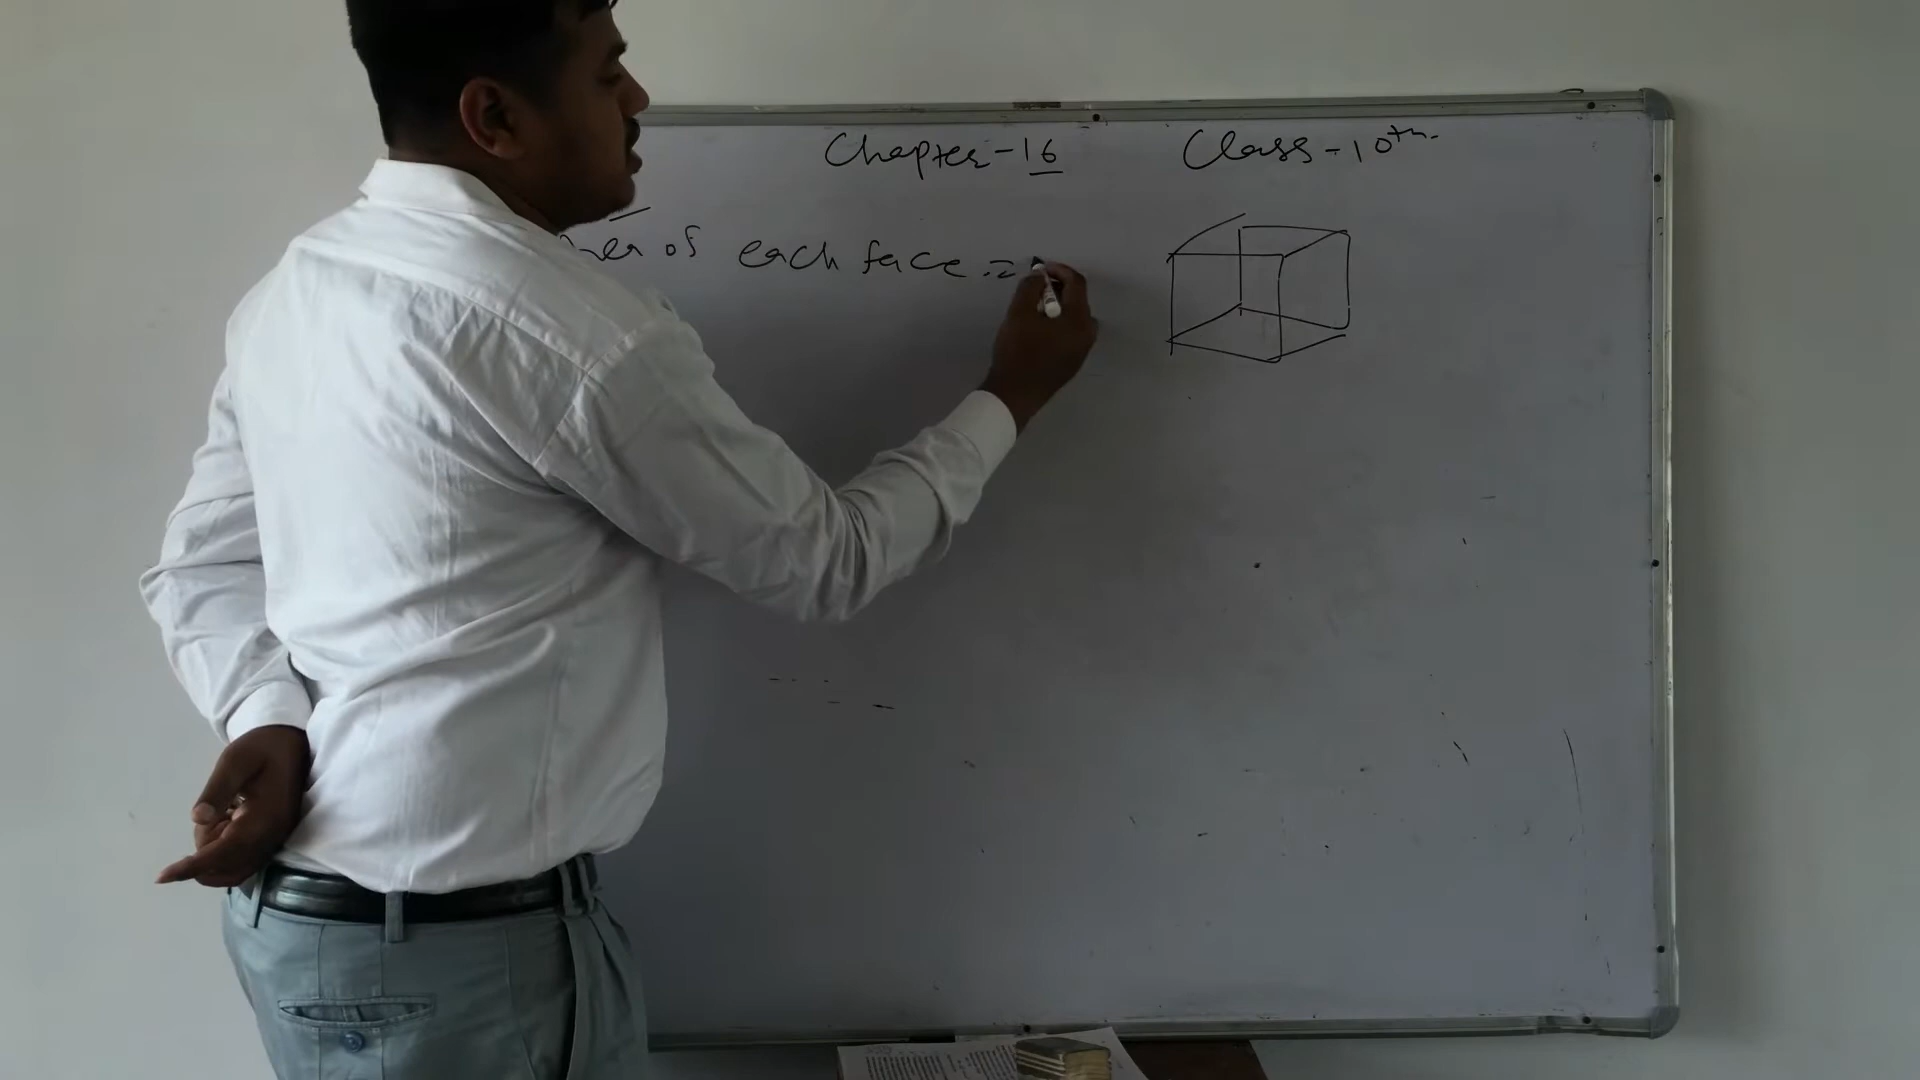 Chapter-16 Class-10th.
of each face =